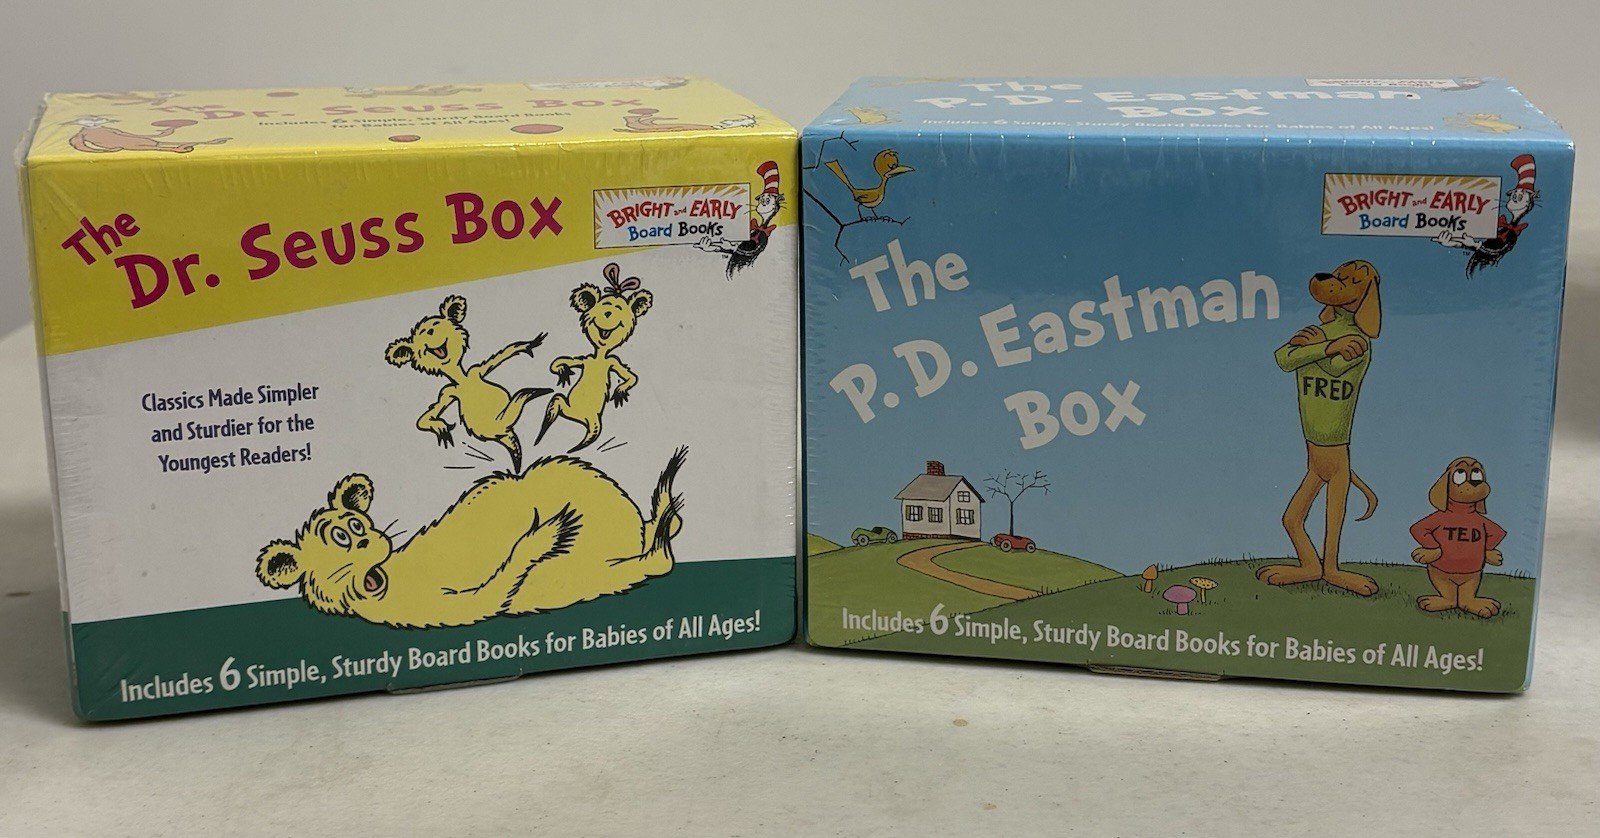 The
Dr. Seuss Box
Includes 6 Simple, Sturdy Board Books
for Babies of All Ages!
The
Dr. Seuss Box
BRIGHT and EARLY
Board Books
TM
Classics Made Simpler
and Sturdier for the
Youngest Readers!
Includes 6 Simple, Sturdy Board Books for Babies of All Ages!
The
P. D. Eastman
Box
Includes 6 Simple, Sturdy Board Books for Babies of All Ages!
BRIGHT and EARLY
Board Books
TM
The
P. D. Eastman
Box
FRED
TED
Includes 6 Simple, Sturdy Board Books for Babies of All Ages!